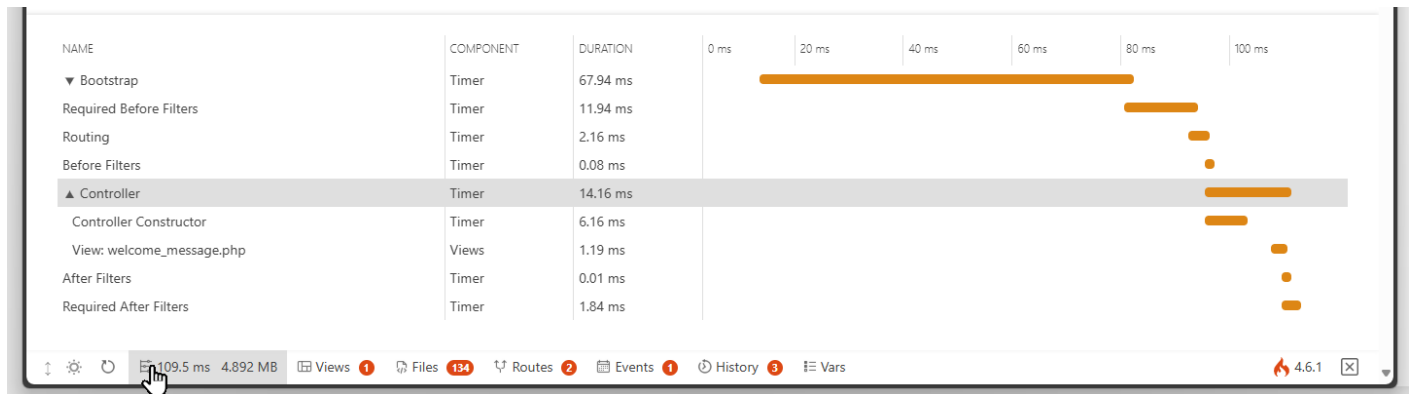 NAME COMPONENT DURATION 0 ms 20 ms 40 ms 60 ms 80 ms 100 ms
▼ Bootstrap Timer 67.94 ms
Required Before Filters Timer 11.94 ms
Routing Timer 2.16 ms
Before Filters Timer 0.08 ms
▲ Controller Timer 14.16 ms
Controller Constructor Timer 6.16 ms
View: welcome_message.php Views 1.19 ms
After Filters Timer 0.01 ms
Required After Filters Timer 1.84 ms
109.5 ms 4.892 MB Views 1 Files 134 Routes 2 Events 1 History 3 Vars 4.6.1